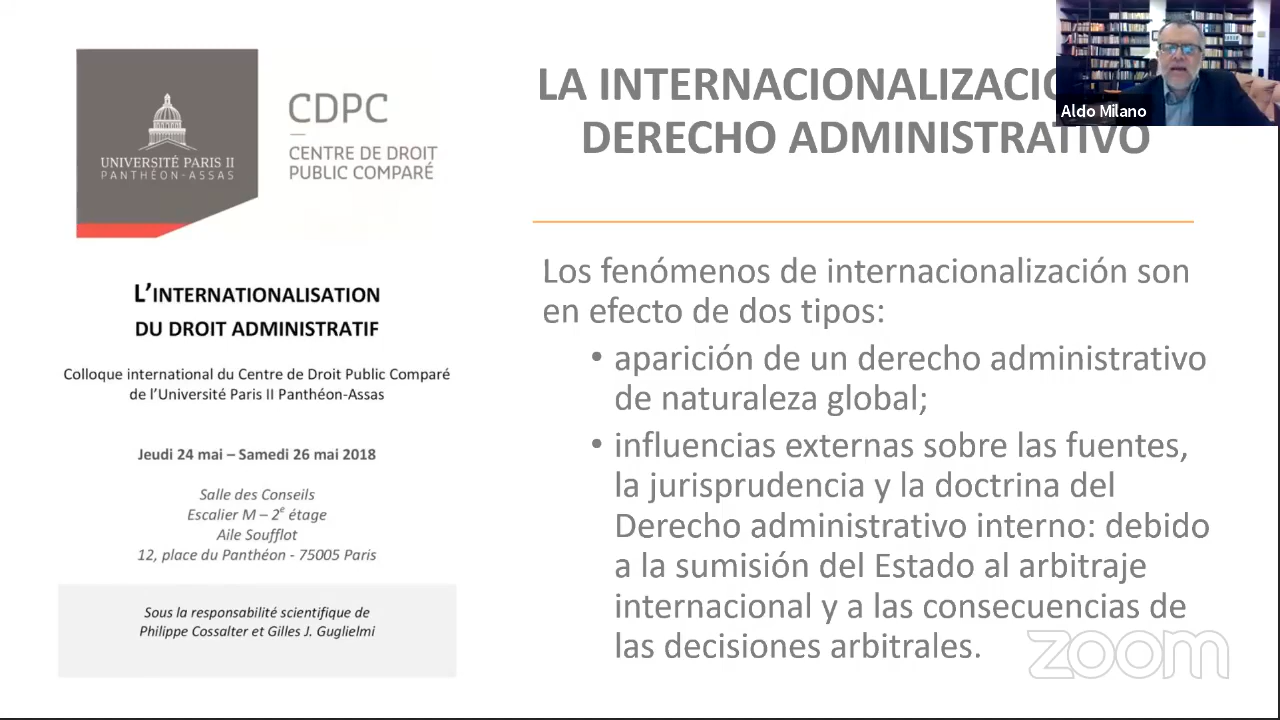 UNIVERSITÉ PARIS II
PANTHÉON-ASSAS
CDPC
CENTRE DE DROIT
PUBLIC COMPARÉ
L'INTERNATIONALISATION
DU DROIT ADMINISTRATIF
Colloque international du Centre de Droit Public Comparé
de l'Université Paris II Panthéon-Assas
Jeudi 24 mai – Samedi 26 mai 2018
Salle des Conseils
Escalier M – 2e étage
Aile Soufflot
12, place du Panthéon - 75005 Paris
Sous la responsabilité scientifique de
Philippe Cossalter et Gilles J. Guglielmi
LA INTERNACIONALIZACIO
DERECHO ADMINISTRATIVO
Aldo Milano
Los fenómenos de internacionalización son
en efecto de dos tipos:
• aparición de un derecho administrativo
de naturaleza global;
• influencias externas sobre las fuentes,
la jurisprudencia y la doctrina del
Derecho administrativo interno: debido
a la sumisión del Estado al arbitraje
internacional y a las consecuencias de
las decisiones arbitrales.
zoom